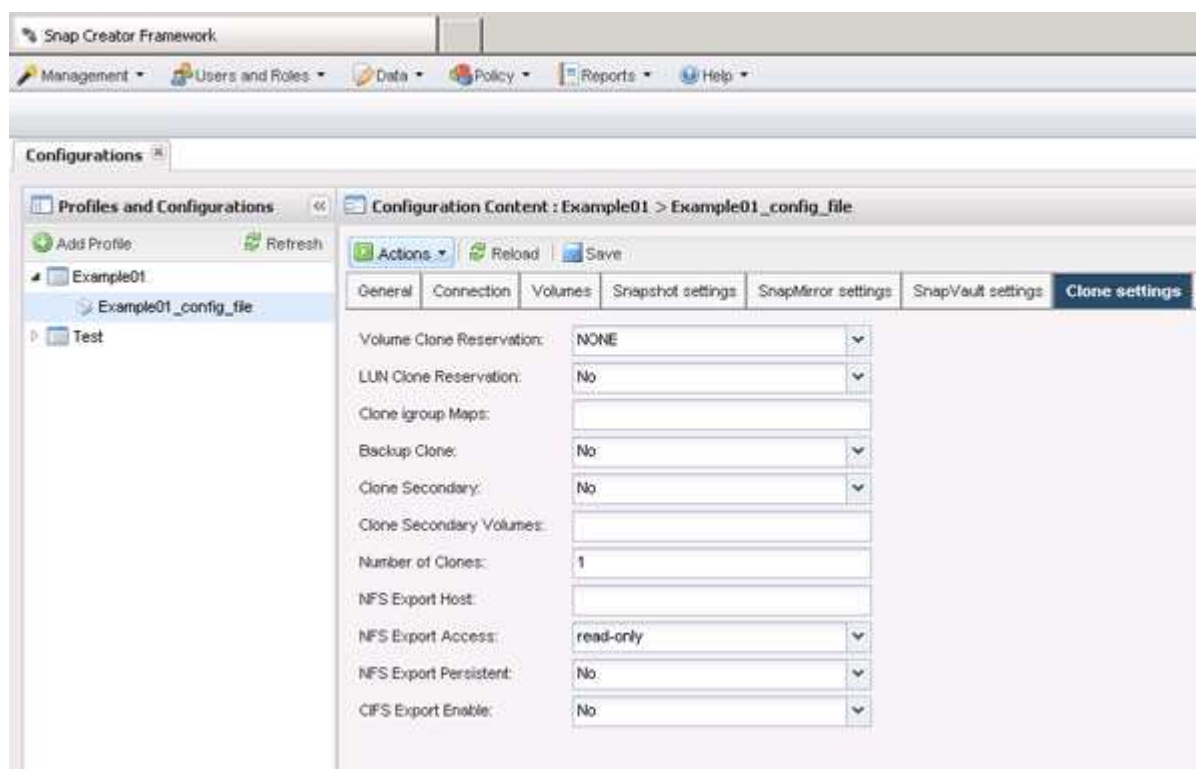 Snap Creator Framework
Management Users and Roles Data Policy Reports Help
Configurations
Profiles and Configurations
Configuration Content : Example01 > Example01_config_file
Add Profile Refresh
Actions Reload Save
Example01
Example01_config_file
Test
General Connection Volumes Snapshot settings SnapMirror settings SnapVault settings Clone settings
Volume Clone Reservation: NONE
LUN Clone Reservation: No
Clone igroup Maps:
Backup Clone: No
Clone Secondary: No
Clone Secondary Volumes:
Number of Clones: 1
NFS Export Host:
NFS Export Access: read-only
NFS Export Persistent: No
CIFS Export Enable: No